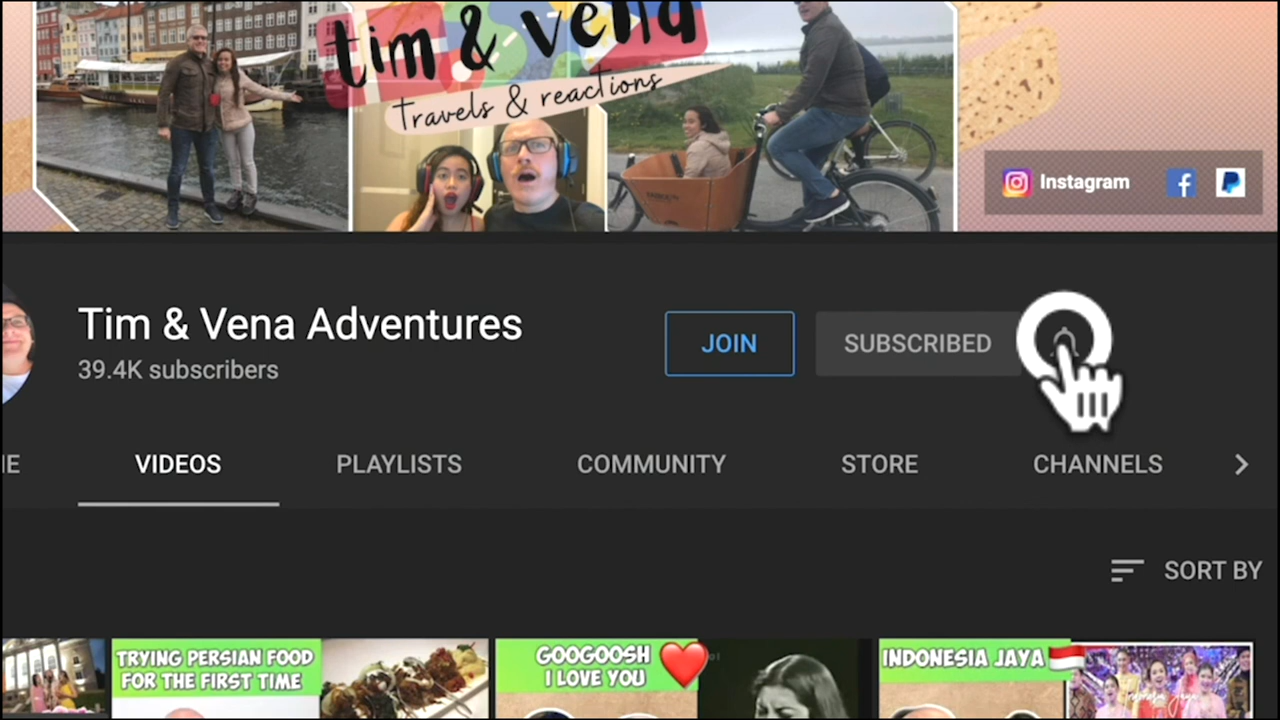 tim & vena
Travels & reactions
Instagram
Tim & Vena Adventures
39.4K subscribers
JOIN
SUBSCRIBED
VIDEOS
PLAYLISTS
COMMUNITY
STORE
CHANNELS
SORT BY
TRYING PERSIAN FOOD
FOR THE FIRST TIME
GOOGOOSH
I LOVE YOU
INDONESIA JAYA